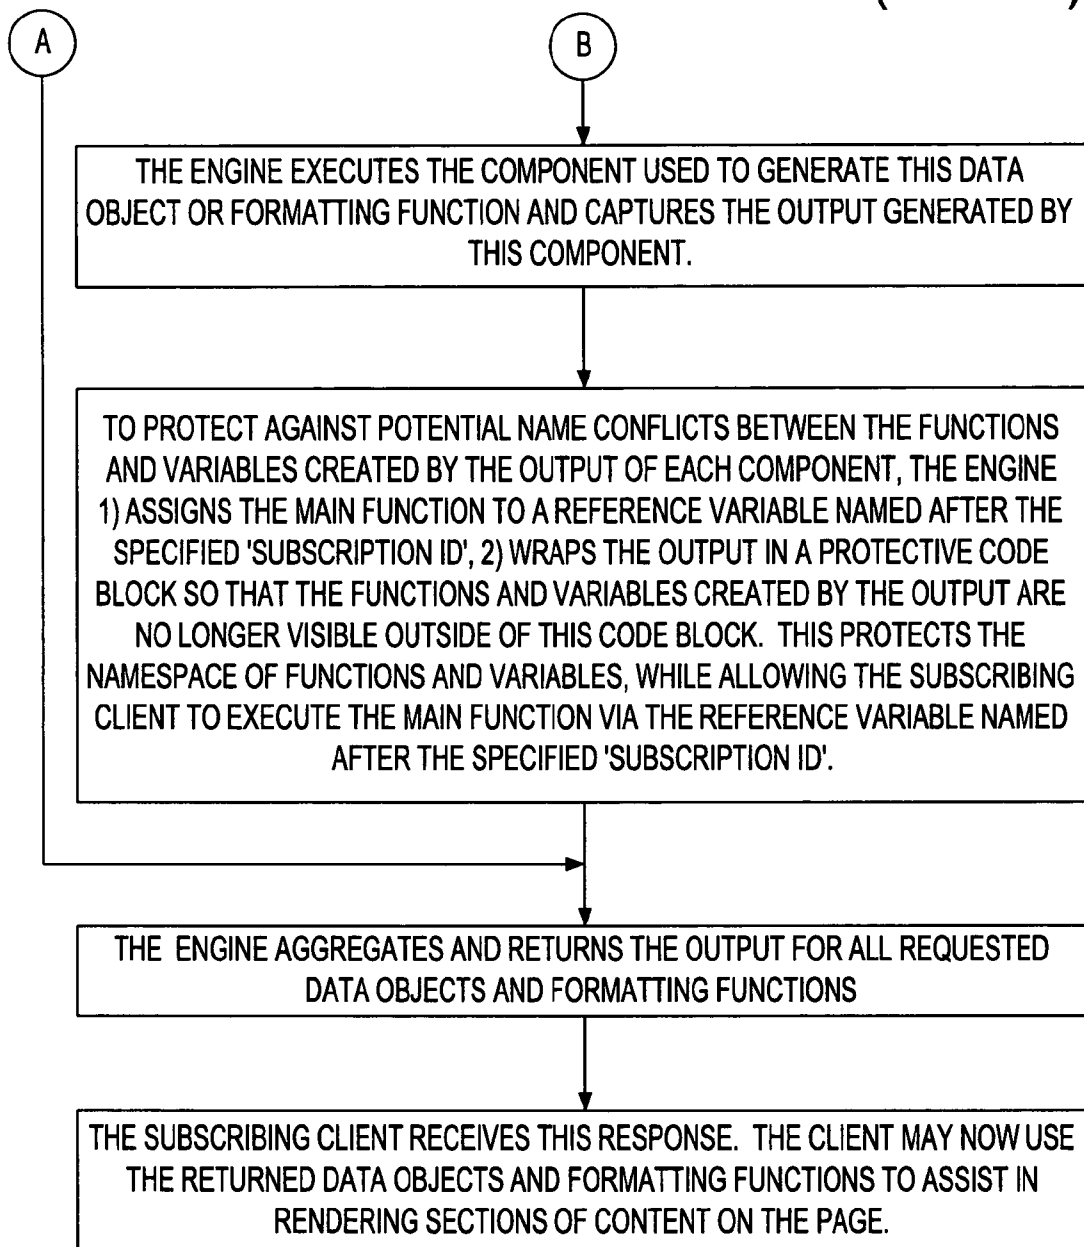 A
B
THE ENGINE EXECUTES THE COMPONENT USED TO GENERATE THIS DATA
OBJECT OR FORMATTING FUNCTION AND CAPTURES THE OUTPUT GENERATED BY
THIS COMPONENT.
TO PROTECT AGAINST POTENTIAL NAME CONFLICTS BETWEEN THE FUNCTIONS
AND VARIABLES CREATED BY THE OUTPUT OF EACH COMPONENT, THE ENGINE
1) ASSIGNS THE MAIN FUNCTION TO A REFERENCE VARIABLE NAMED AFTER THE
SPECIFIED 'SUBSCRIPTION ID', 2) WRAPS THE OUTPUT IN A PROTECTIVE CODE
BLOCK SO THAT THE FUNCTIONS AND VARIABLES CREATED BY THE OUTPUT ARE
NO LONGER VISIBLE OUTSIDE OF THIS CODE BLOCK. THIS PROTECTS THE
NAMESPACE OF FUNCTIONS AND VARIABLES, WHILE ALLOWING THE SUBSCRIBING
CLIENT TO EXECUTE THE MAIN FUNCTION VIA THE REFERENCE VARIABLE NAMED
AFTER THE SPECIFIED 'SUBSCRIPTION ID'.
THE ENGINE AGGREGATES AND RETURNS THE OUTPUT FOR ALL REQUESTED
DATA OBJECTS AND FORMATTING FUNCTIONS
THE SUBSCRIBING CLIENT RECEIVES THIS RESPONSE. THE CLIENT MAY NOW USE
THE RETURNED DATA OBJECTS AND FORMATTING FUNCTIONS TO ASSIST IN
RENDERING SECTIONS OF CONTENT ON THE PAGE.